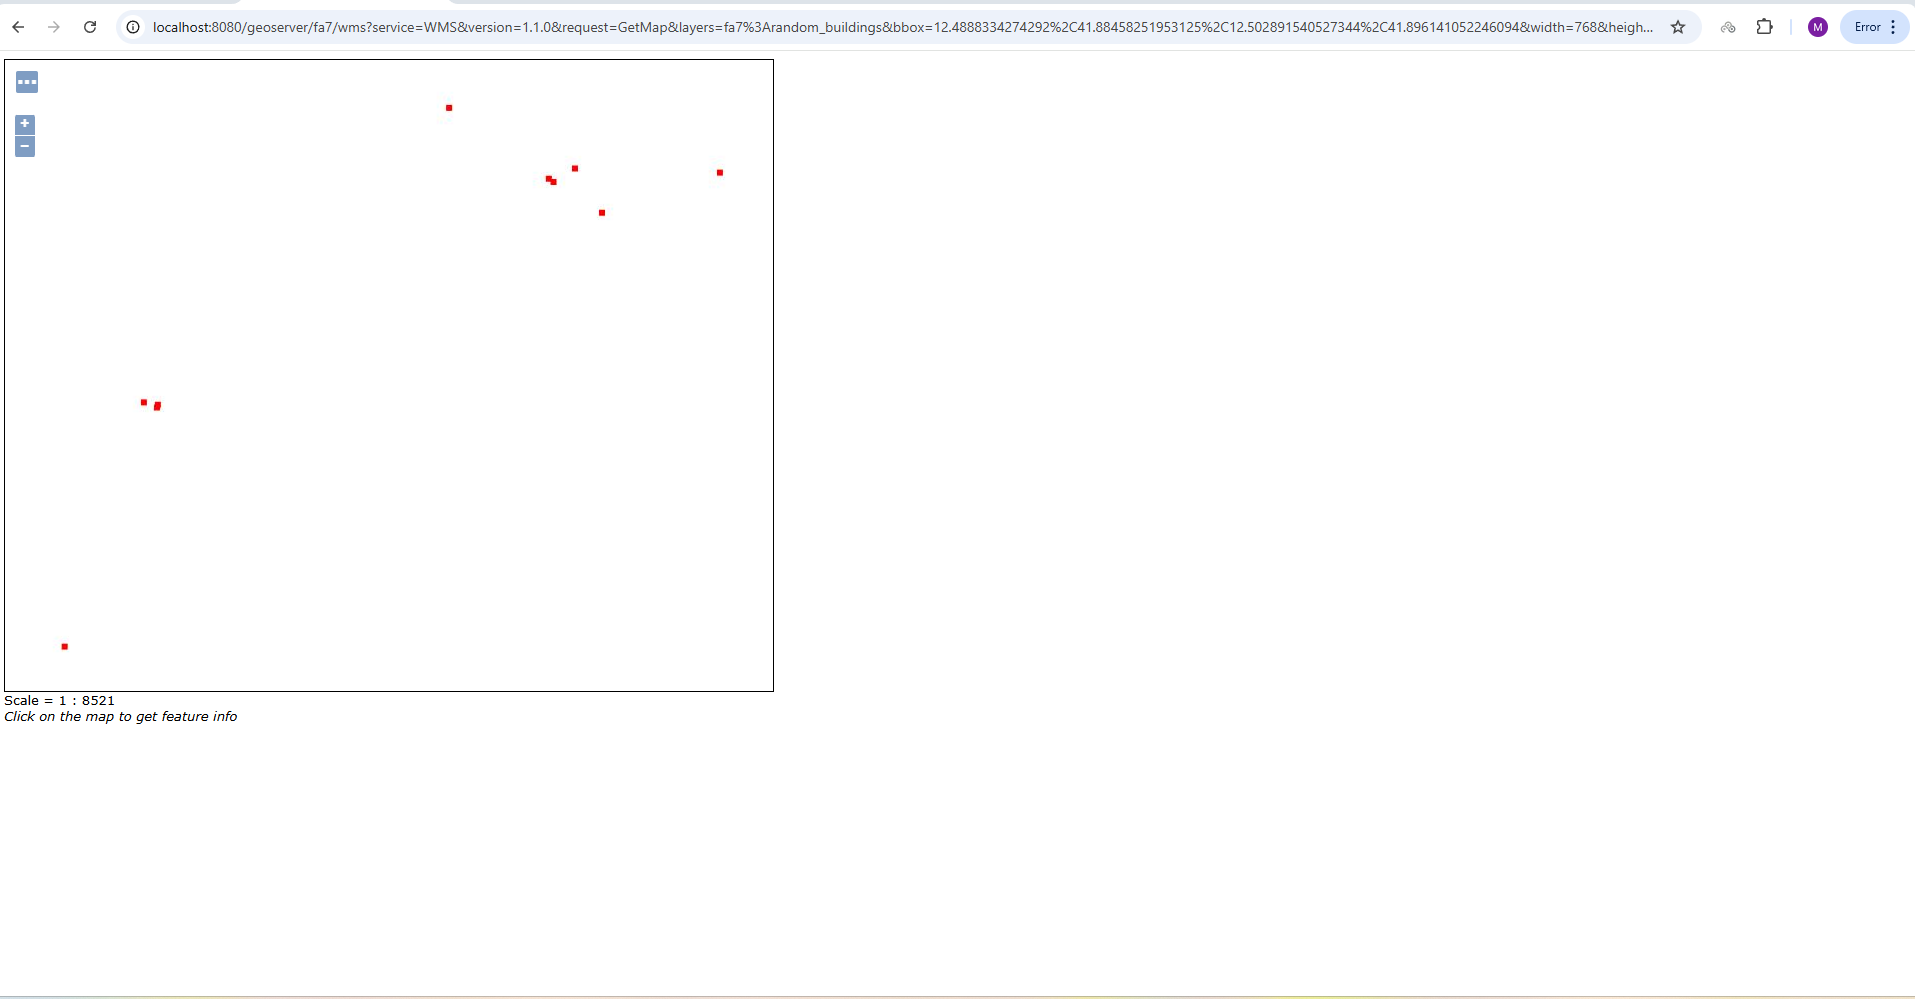 localhost:8080/geoserver/fa7/wms?service=WMS&version=1.1.0&request=GetMap&layers=fa7%3Arandom_buildings&bbox=12.4888334274292%2C41.88458251953125%2C12.502891540527344%2C41.896141052246094&width=768&heigh...
M
Error
+
−
Scale = 1 : 8521
Click on the map to get feature info